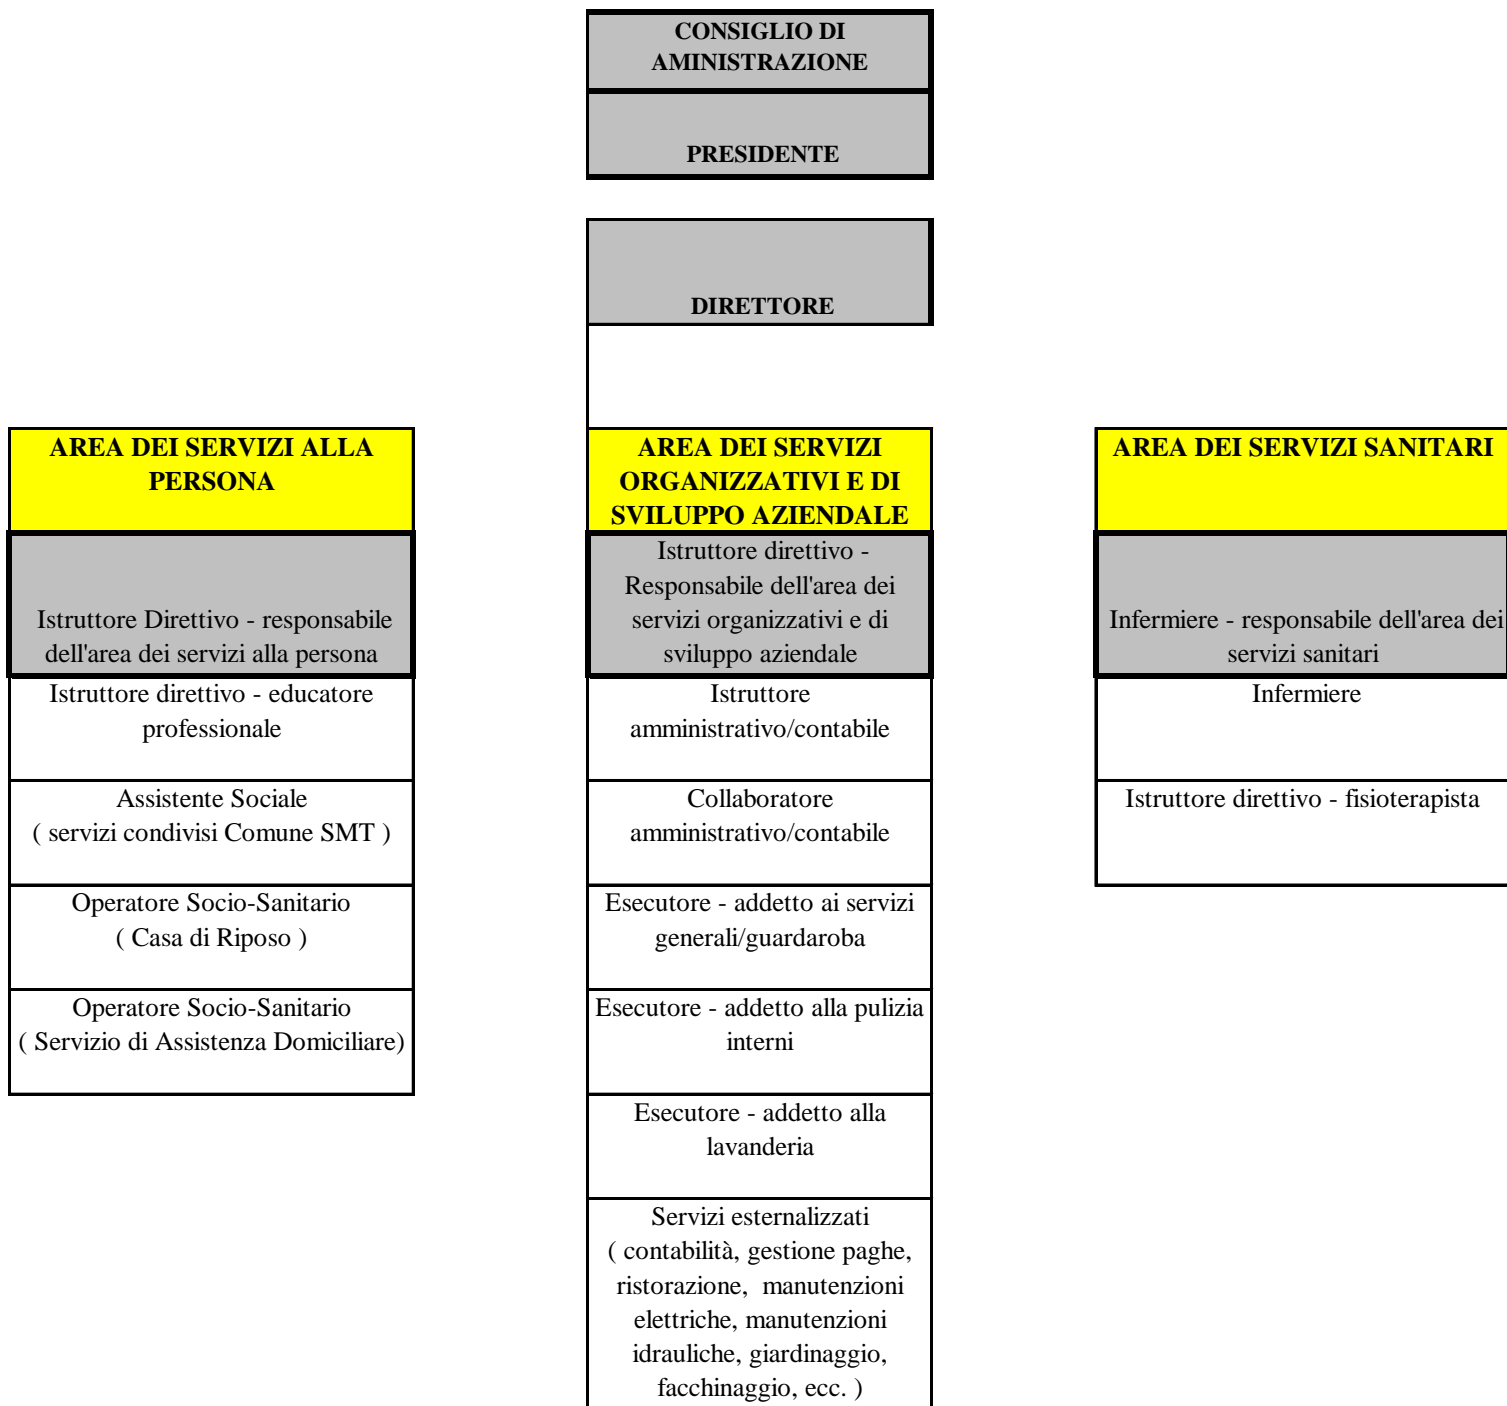 CONSIGLIO DI
AMINISTRAZIONE
PRESIDENTE
DIRETTORE
AREA DEI SERVIZI ALLA
PERSONA
Istruttore Direttivo - responsabile
dell'area dei servizi alla persona
Istruttore direttivo - educatore
professionale
Assistente Sociale
( servizi condivisi Comune SMT )
Operatore Socio-Sanitario
( Casa di Riposo )
Operatore Socio-Sanitario
( Servizio di Assistenza Domiciliare)
AREA DEI SERVIZI
ORGANIZZATIVI E DI
SVILUPPO AZIENDALE
Istruttore direttivo -
Responsabile dell'area dei
servizi organizzativi e di
sviluppo aziendale
Istruttore
amministrativo/contabile
Collaboratore
amministrativo/contabile
Esecutore - addetto ai servizi
generali/guardaroba
Esecutore - addetto alla pulizia
interni
Esecutore - addetto alla
lavanderia
Servizi esternalizzati
( contabilità, gestione paghe,
ristorazione,  manutenzioni
elettriche, manutenzioni
idrauliche, giardinaggio,
facchinaggio, ecc. )
AREA DEI SERVIZI SANITARI
Infermiere - responsabile dell'area dei
servizi sanitari
Infermiere
Istruttore direttivo - fisioterapista